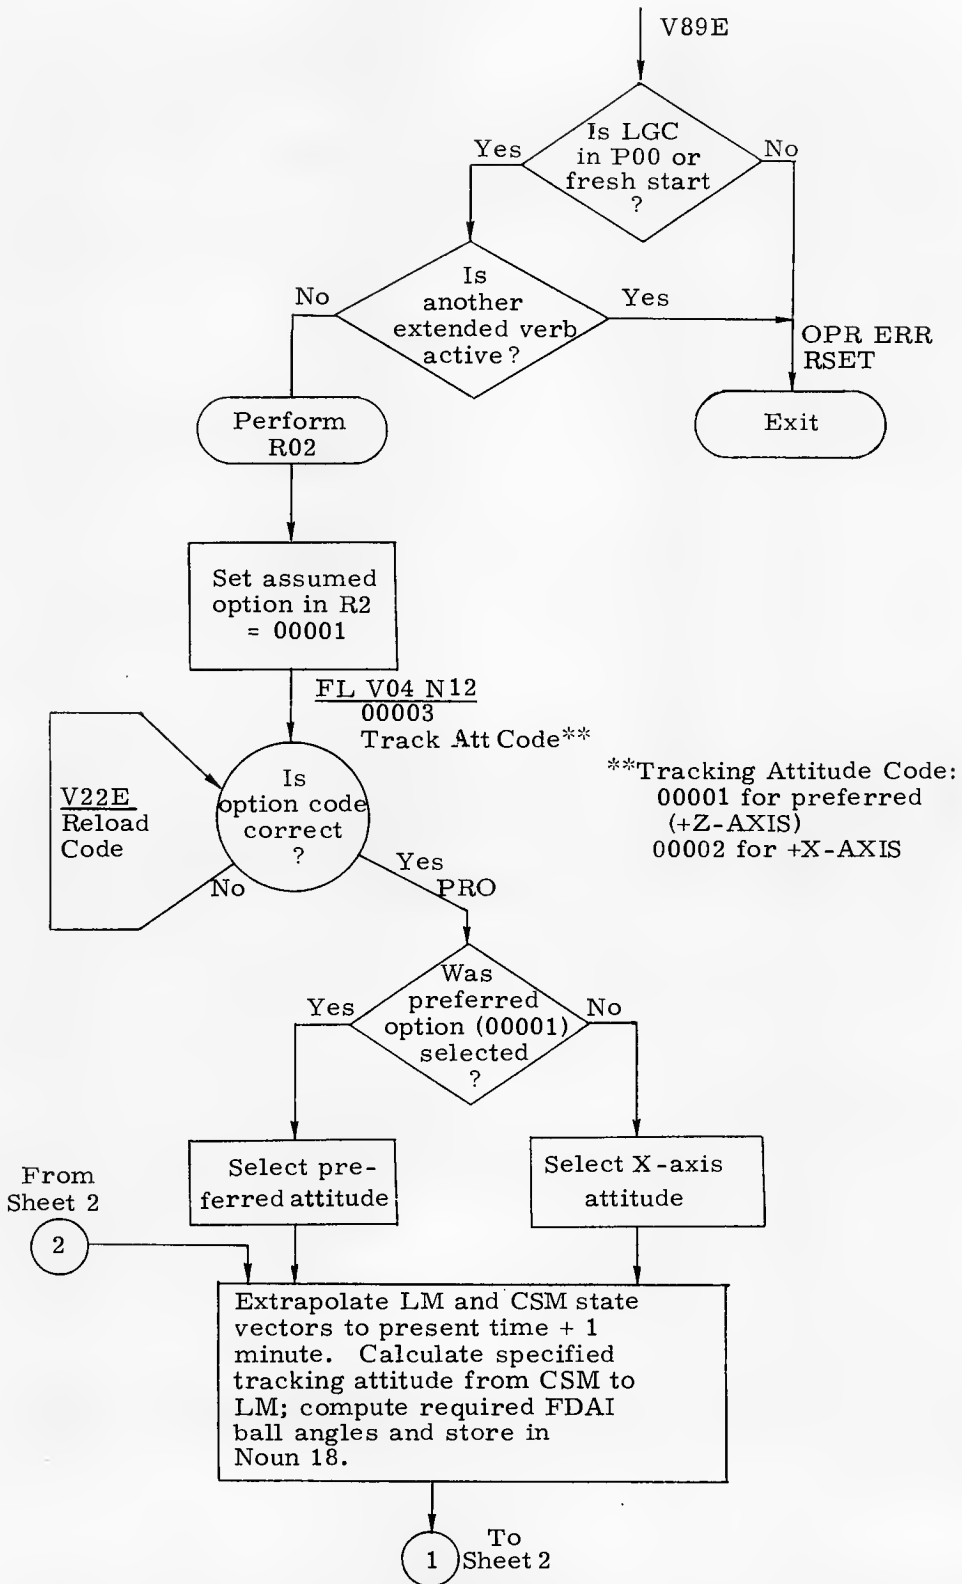 V89E
Is LGC
in P00 or
fresh start
?
Yes
No
Is
another
extended verb
active?
No
Yes
OPR ERR
RSET
Exit
Perform
R02
Set assumed
option in R2
= 00001
FL V04 N12
00003
Track Att Code**
**Tracking Attitude Code:
00001 for preferred
(+Z-AXIS)
00002 for +X-AXIS
Is
option code
correct
?
V22E
Reload
Code
No
Yes
PRO
Was
preferred
option (00001)
selected
?
Yes
No
Select pre-
ferred attitude
Select X-axis
attitude
From
Sheet 2
2
Extrapolate LM and CSM state
vectors to present time + 1
minute. Calculate specified
tracking attitude from CSM to
LM; compute required FDAI
ball angles and store in
Noun 18.
1
To
Sheet 2